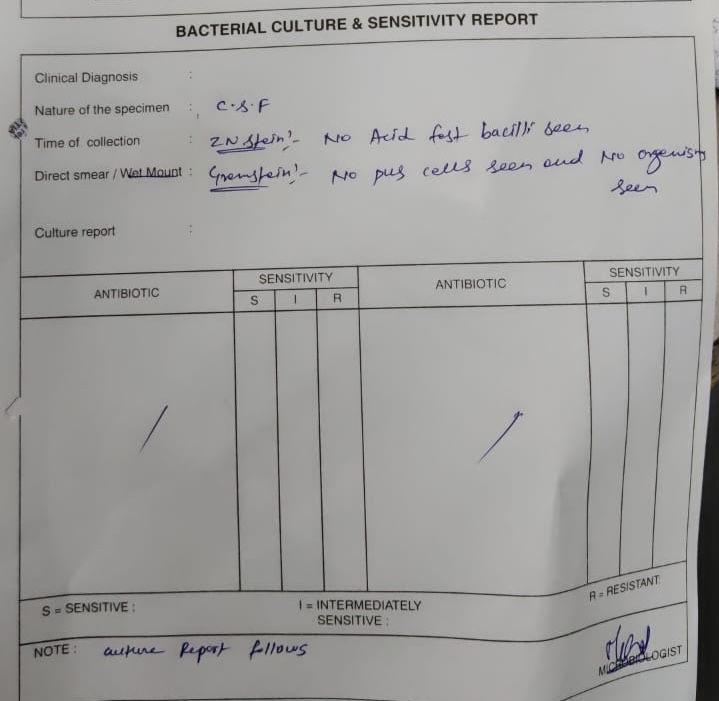 BACTERIAL CULTURE & SENSITIVITY REPORT
Clinical Diagnosis :
Nature of the specimen : C.S.F
Time of collection : ZN Stein:- No Acid fast bacilli seen
Direct smear / Wet Mount : Gramstein:- No pus cells seen and No organism
seen
Culture report :
ANTIBIOTIC SENSITIVITY ANTIBIOTIC SENSITIVITY
S I R S I R
S = SENSITIVE : I = INTERMEDIATELY SENSITIVE : R = RESISTANT
NOTE : culture Report follows
MICROBIOLOGIST